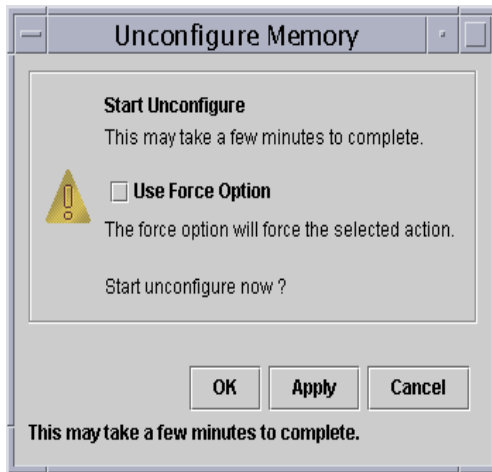 Unconfigure Memory
Start Unconfigure
This may take a few minutes to complete.
Use Force Option
The force option will force the selected action.
Start unconfigure now ?
OK Apply Cancel
This may take a few minutes to complete.